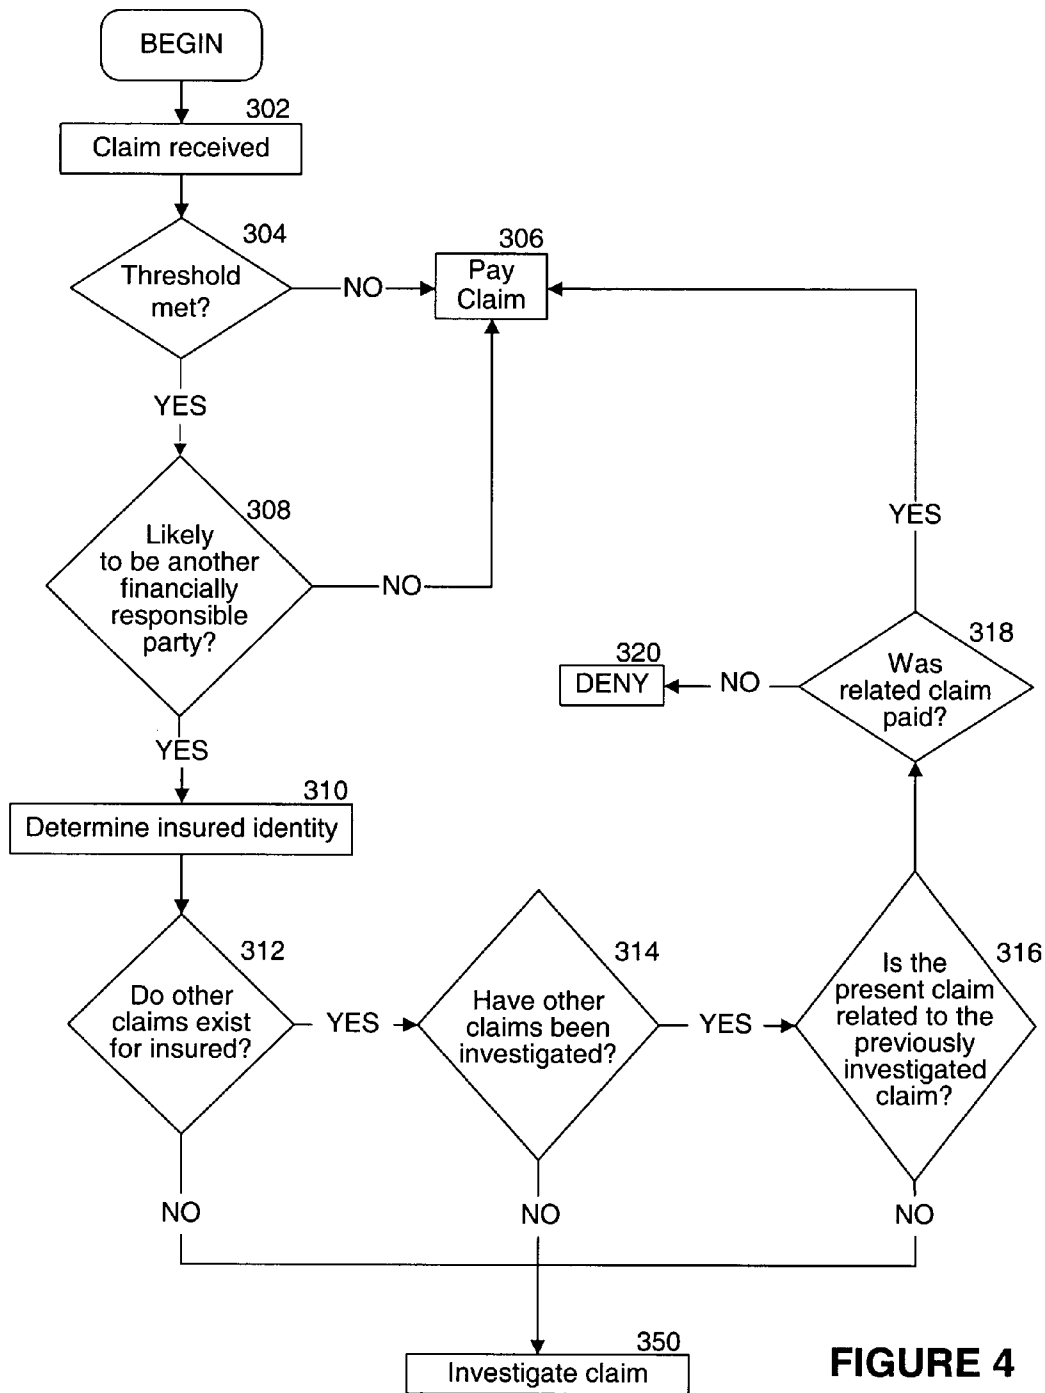 BEGIN
302
Claim received
304
Threshold
met?
NO
306
Pay
Claim
YES
308
Likely
to be another
financially
responsible
party?
NO
YES
318
Was
related claim
paid?
NO
320
DENY
YES
310
Determine insured identity
312
Do other
claims exist
for insured?
YES
314
Have other
claims been
investigated?
YES
316
Is the
present claim
related to the
previously
investigated
claim?
NO
NO
NO
350
Investigate claim
FIGURE 4